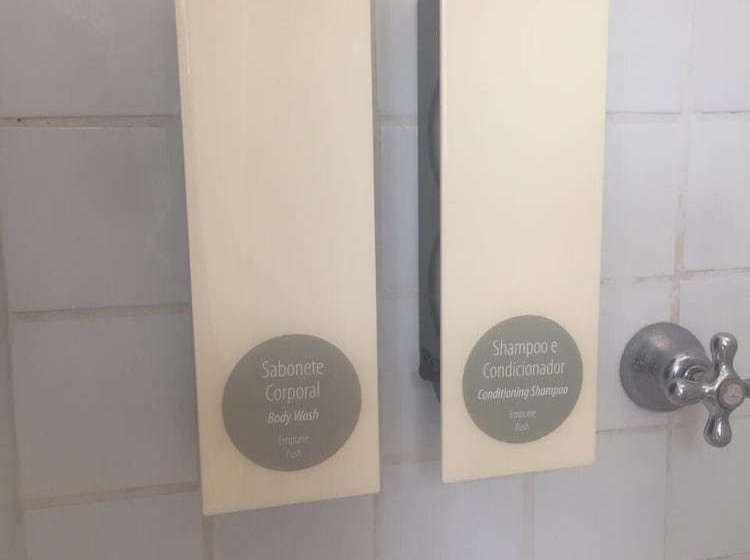 Sabonete
Corporal
Body Wash
Empurre
Push
Shampoo e
Condicionador
Conditioning Shampoo
Empurre
Push